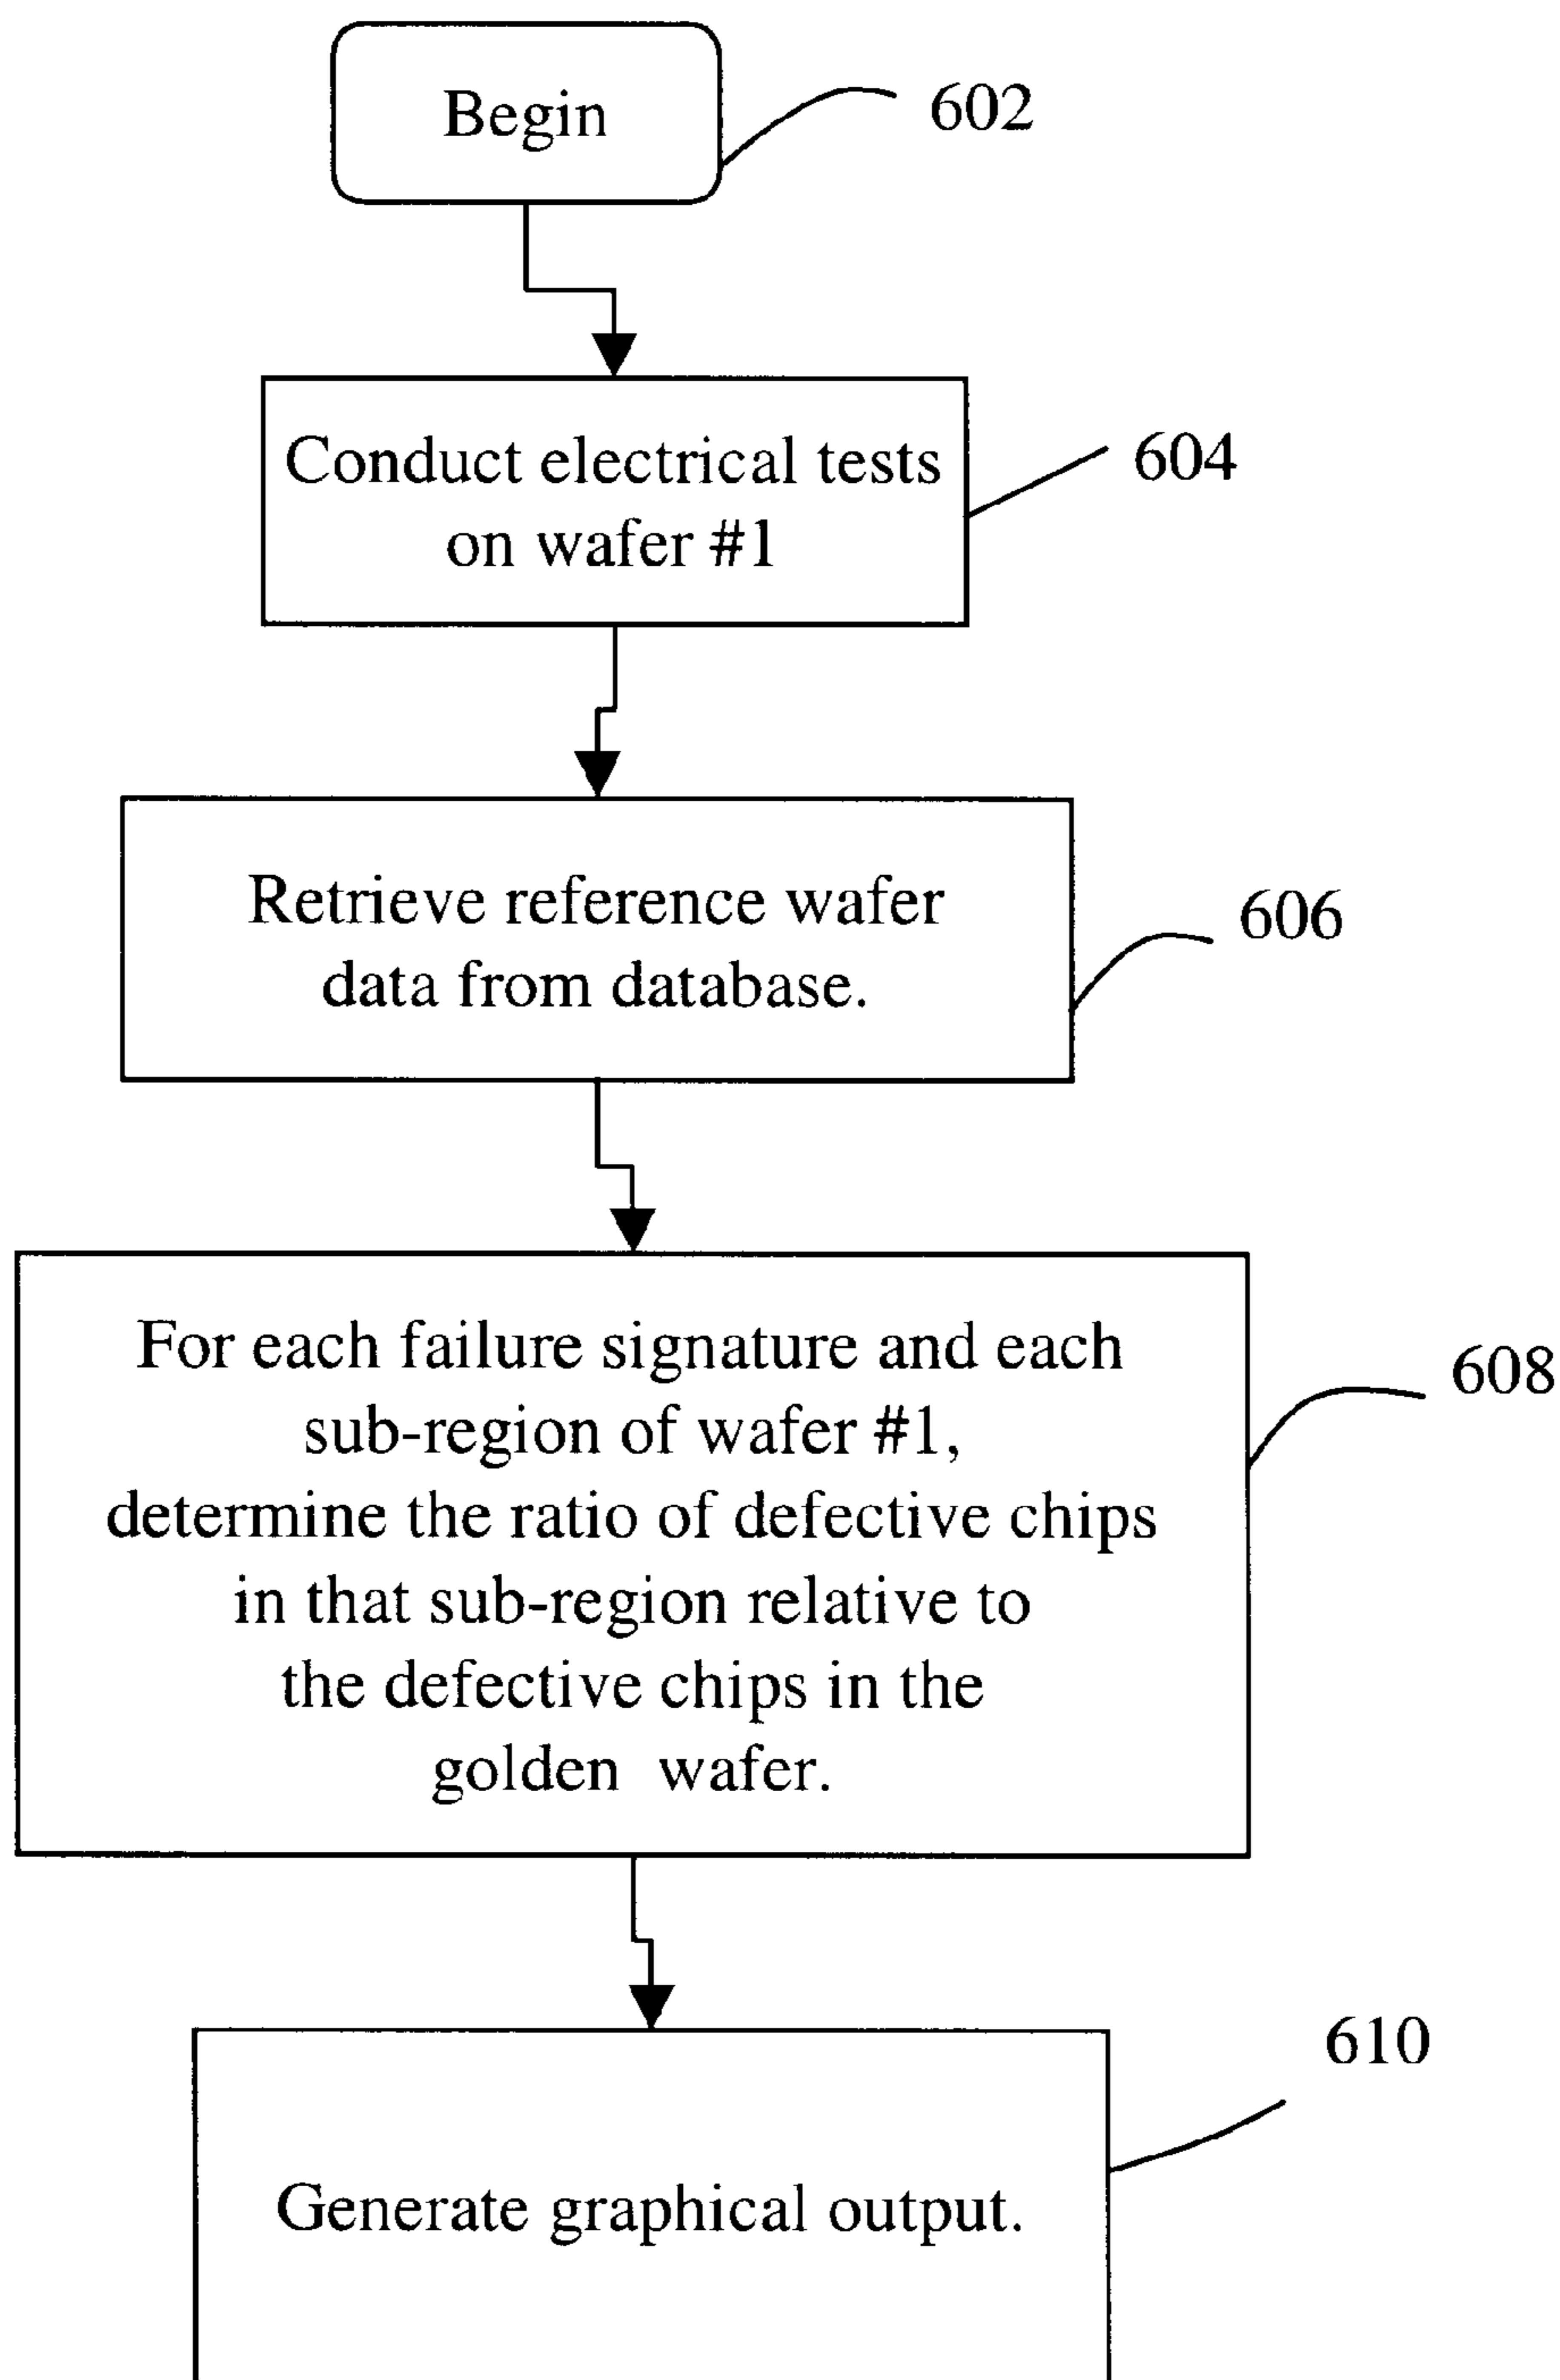 Begin
602
Conduct electrical tests
on wafer #1
604
Retrieve reference wafer
data from database.
606
For each failure signature and each
sub-region of wafer #1,
determine the ratio of defective chips
in that sub-region relative to
the defective chips in the
golden wafer.
608
610
Generate graphical output.